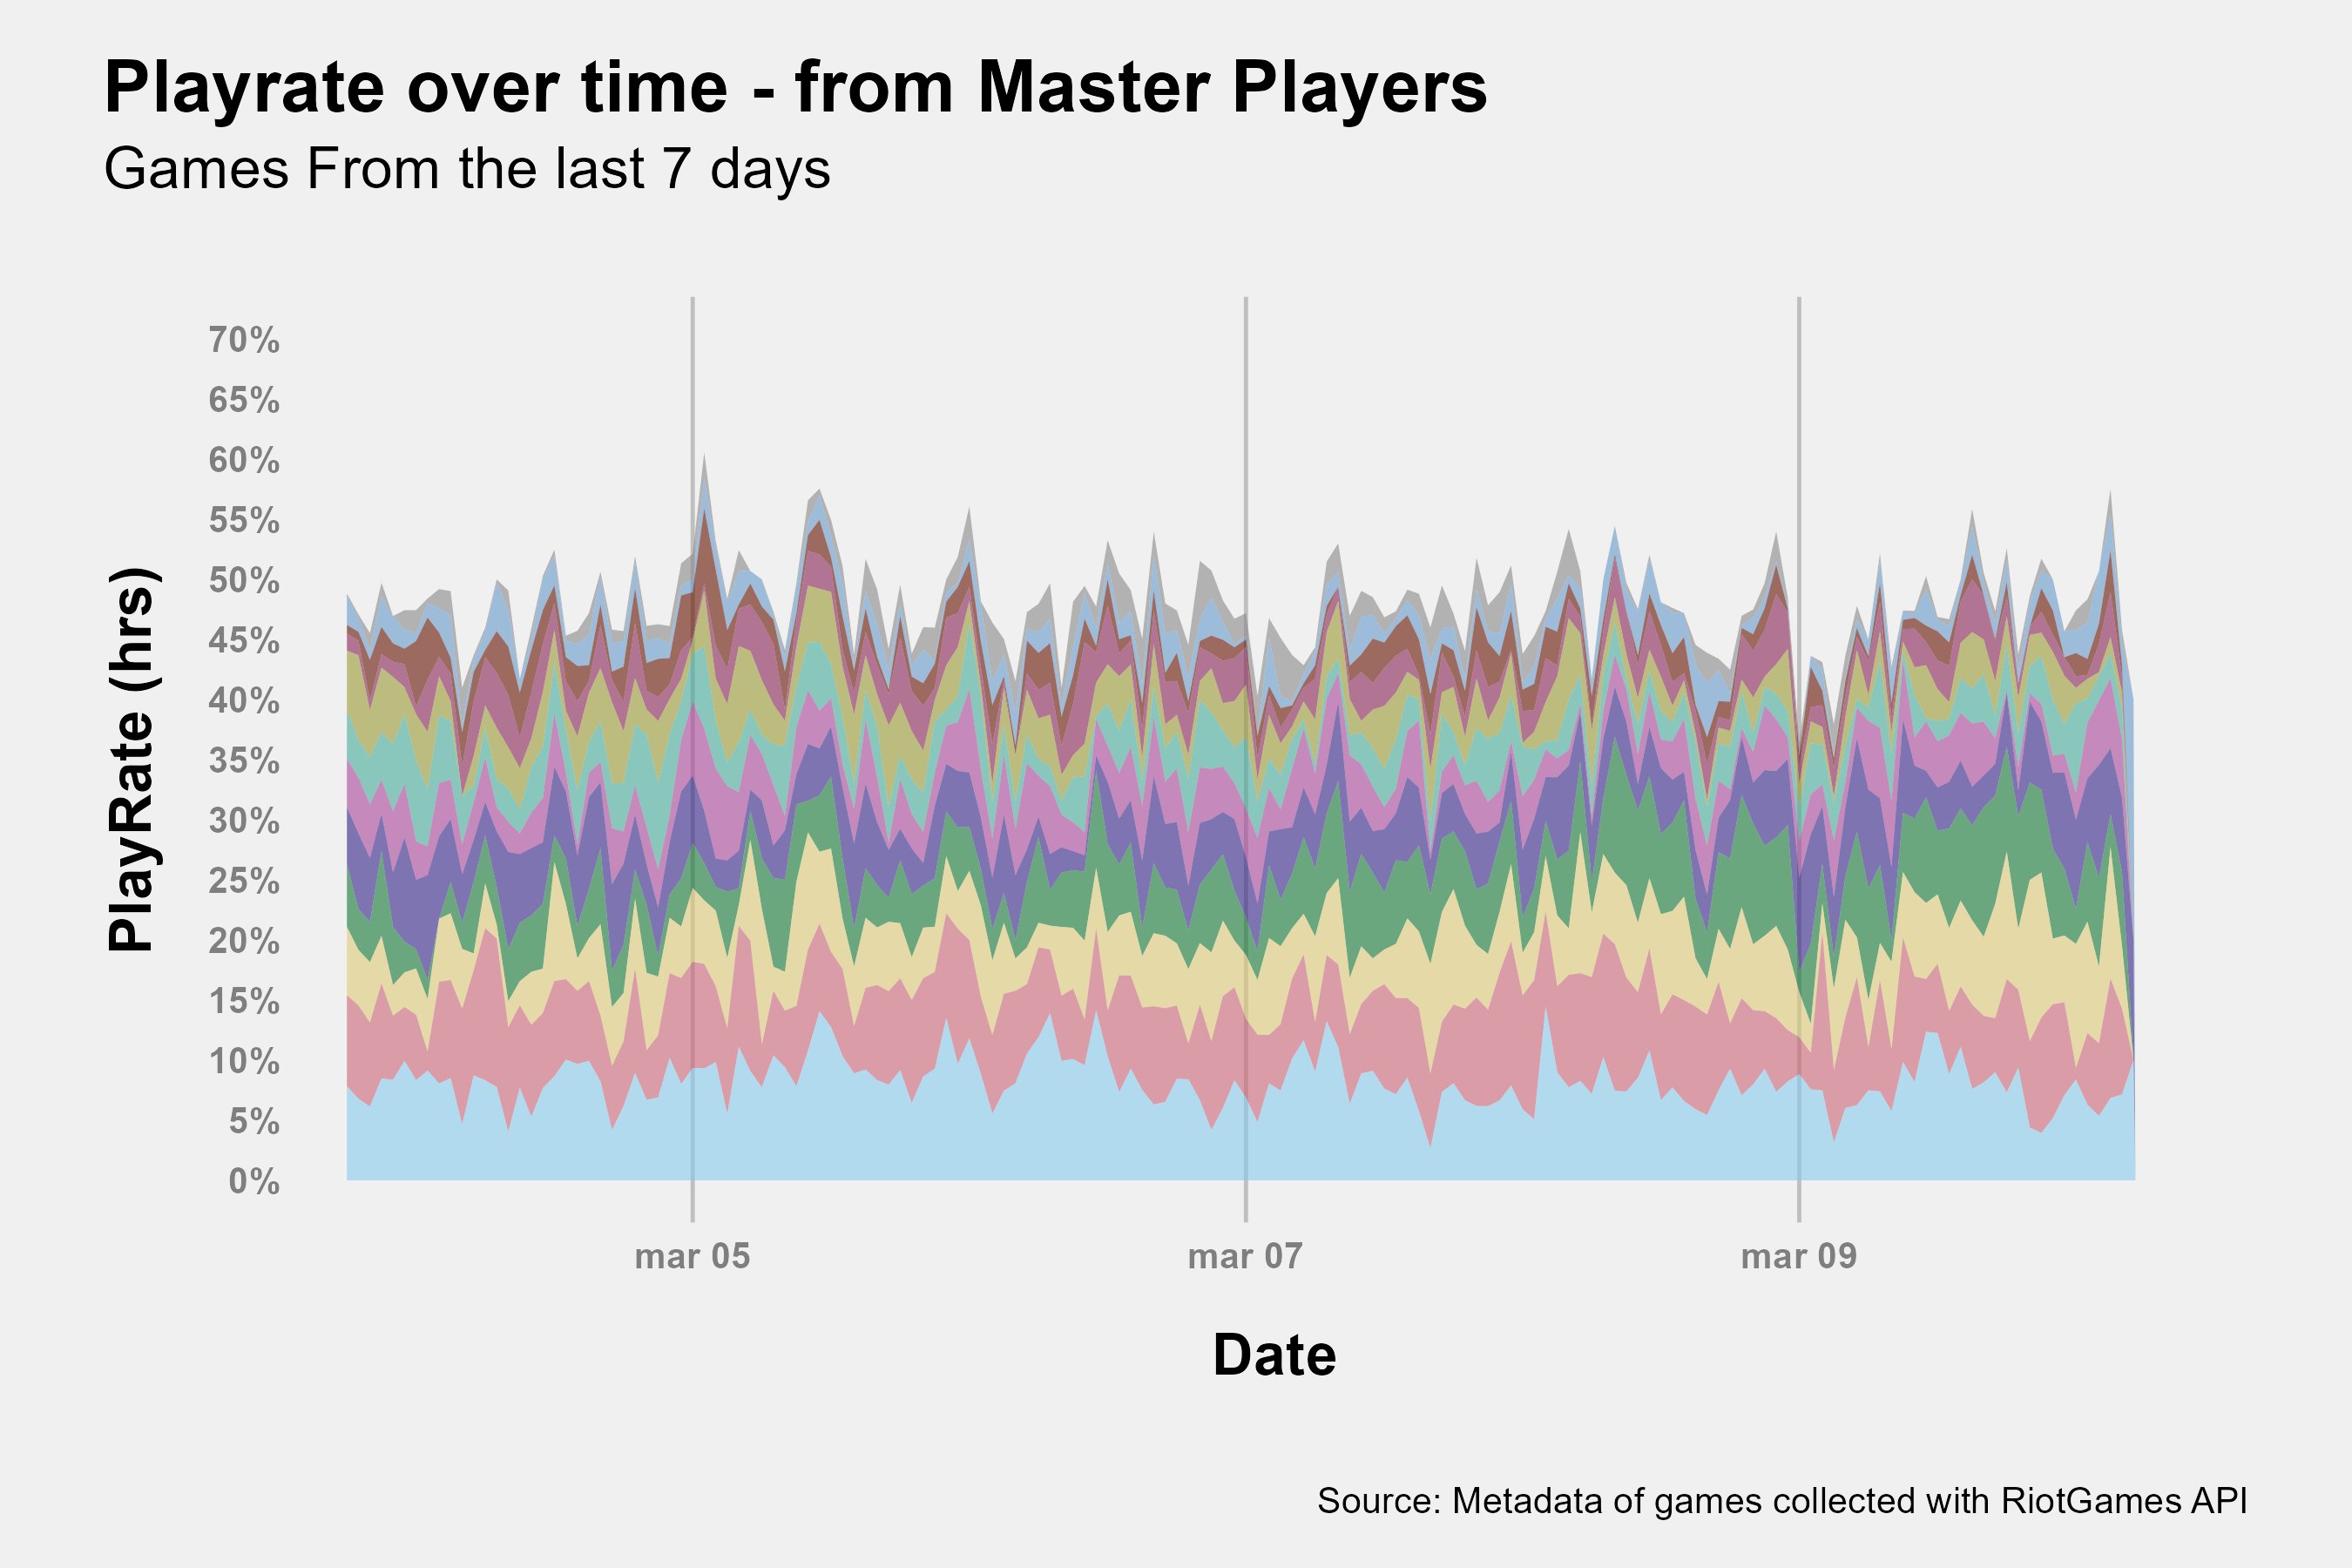 Playrate over time - from Master Players
Games From the last 7 days
70%
65%
60%
55%
50%
45%
40%
35%
30%
25%
20%
15%
10%
5%
0%
PlayRate (hrs)
mar 05
mar 07
mar 09
Date
Source: Metadata of games collected with RiotGames API